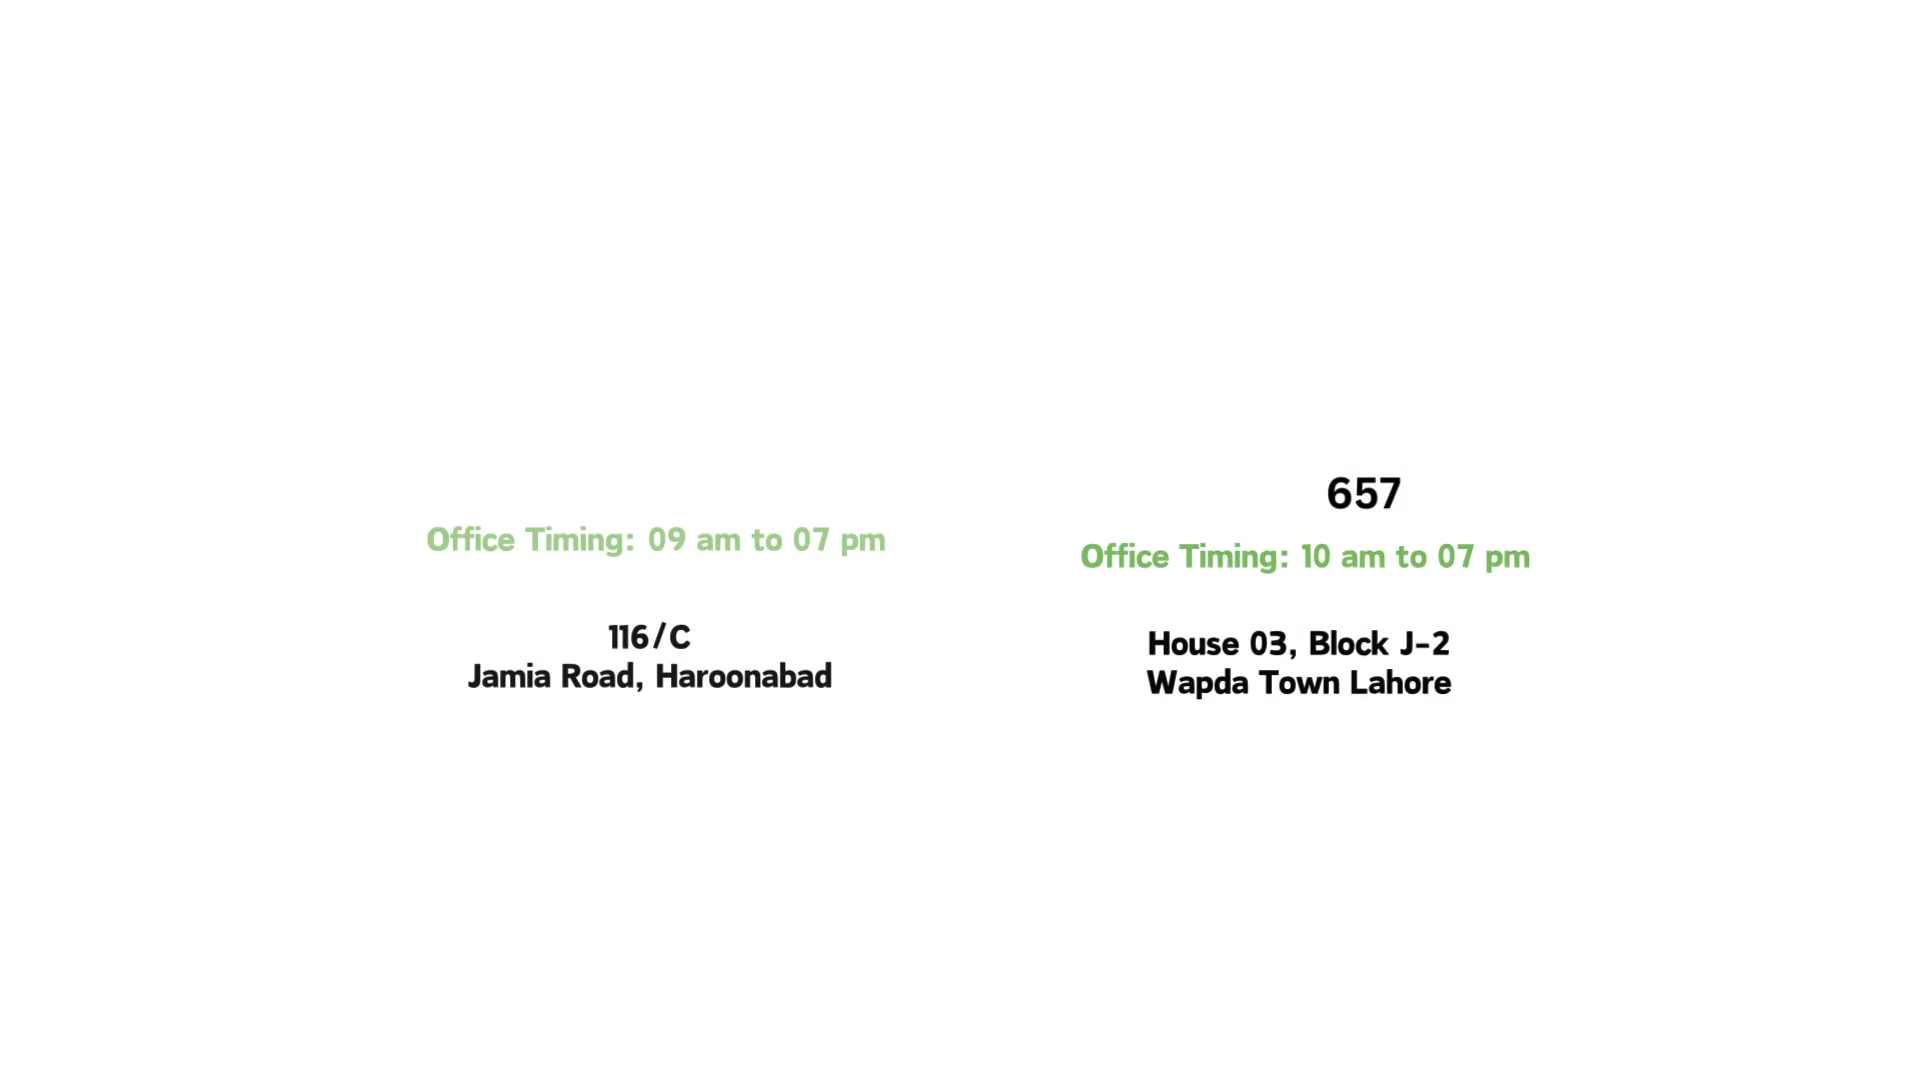 Office Timing: 09 am to 07 pm
116/C
Jamia Road, Haroonabad
657
Office Timing: 10 am to 07 pm
House 03, Block J-2
Wapda Town Lahore